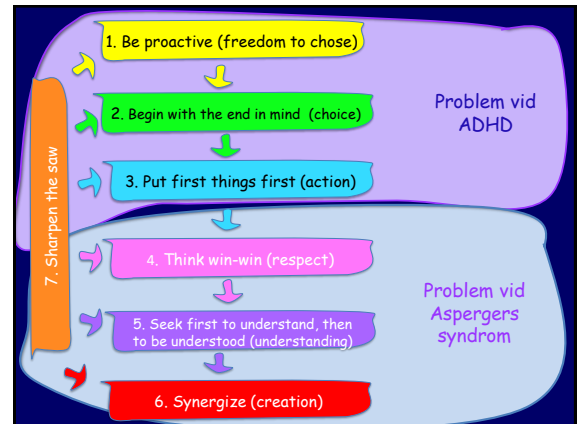 1. Be proactive (freedom to chose)
2. Begin with the end in mind (choice)
Problem vid
ADHD
3. Put first things first (action)
7. Sharpen the saw
4. Think win-win (respect)
5. Seek first to understand, then
to be understood (understanding)
Problem vid
Aspergers
syndrom
6. Synergize (creation)